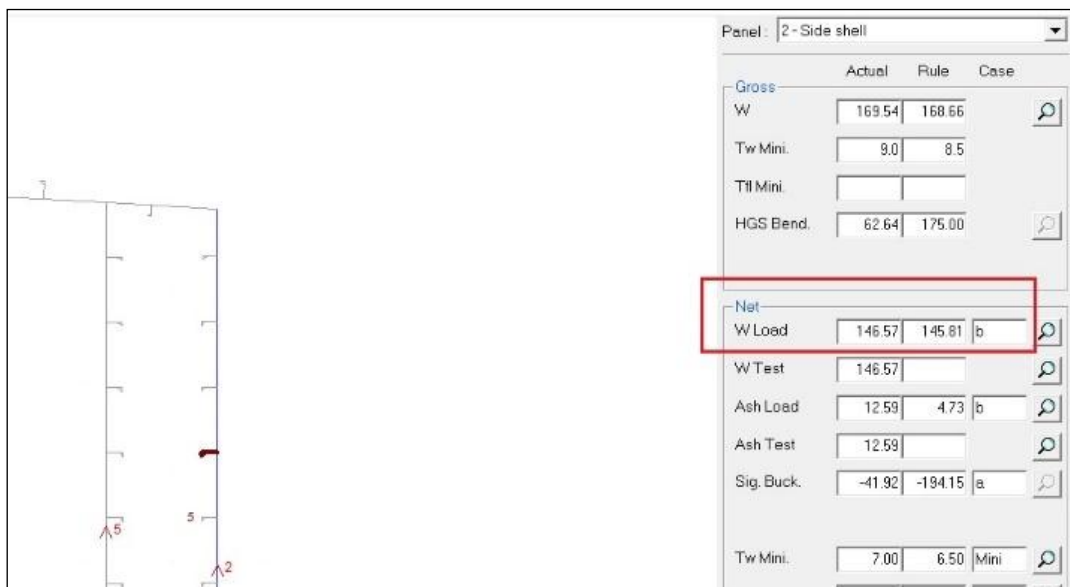 Panel : 2 - Side shell
Actual Rule Case
Gross
W 169.54 168.66
Tw Mini. 9.0 8.5
Tfl Mini.
HGS Bend. 62.64 175.00
Net
W Load 146.57 145.81 b
W Test 146.57
Ash Load 12.59 4.73 b
Ash Test 12.59
Sig. Buck. -41.92 -194.15 a
Tw Mini. 7.00 6.50 Mini
5
5
2